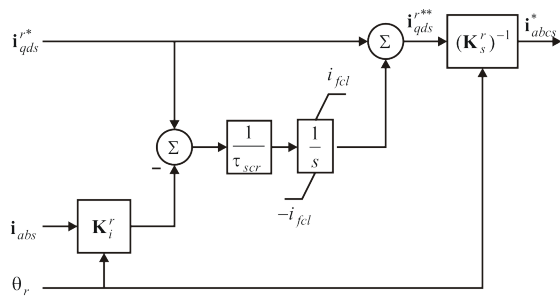 i^{r*}_{qds}
Σ
i^{r**}_{qds}
(K^r_s)^{-1}
i^*_{abcs}
i_{fcl}
Σ
–
1/τ_{scr}
1/s
–i_{fcl}
i_{abs}
K^r_i
θ_r